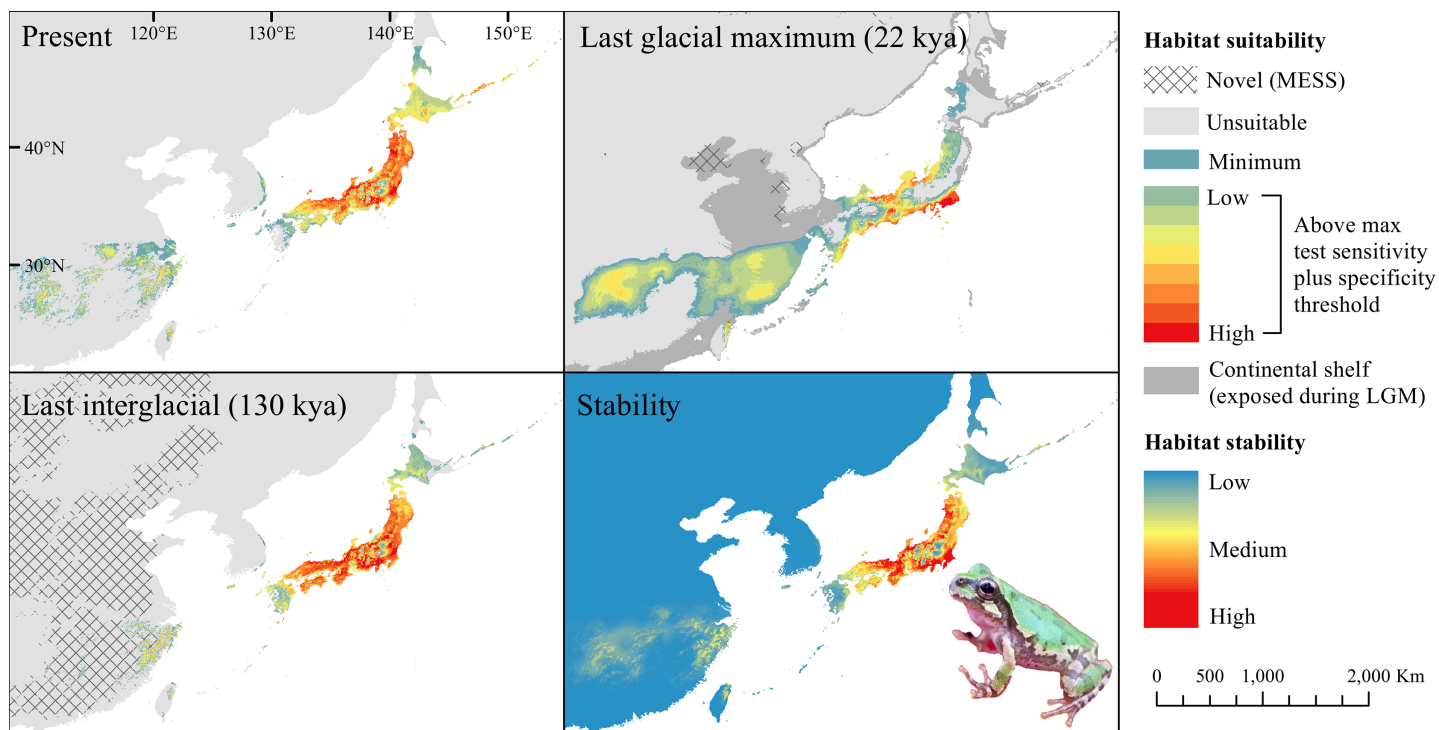 Present
120°E
130°E
140°E
150°E
40°N
30°N
Last glacial maximum (22 kya)
Last interglacial (130 kya)
Stability
Habitat suitability
Novel (MESS)
Unsuitable
Minimum
Low
High
Above max
test sensitivity
plus specificity
threshold
Continental shelf
(exposed during LGM)
Habitat stability
Low
Medium
High
0 500 1,000 2,000 Km